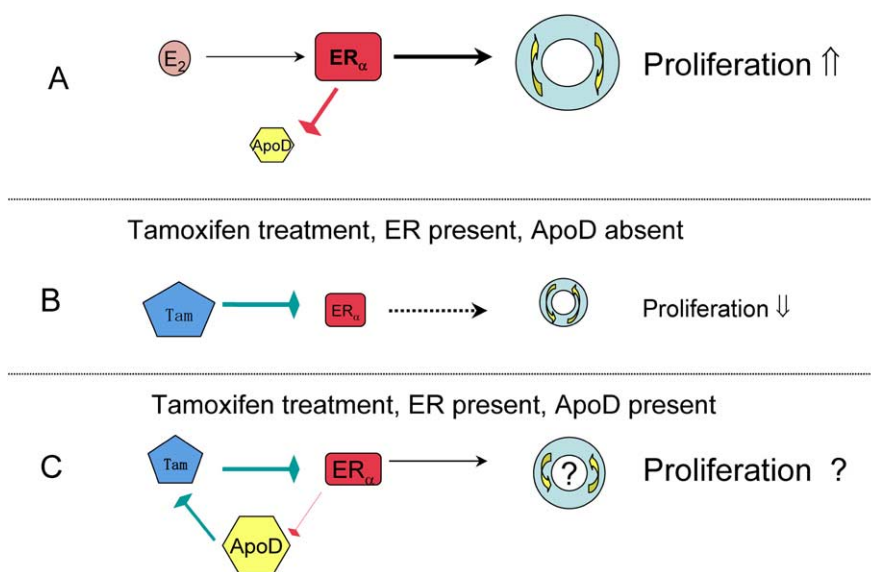 A
E₂
ERα
Proliferation ⇑
ApoD
Tamoxifen treatment, ER present, ApoD absent
B
Tam
ERα
Proliferation ⇓
Tamoxifen treatment, ER present, ApoD present
C
Tam
ERα
?
Proliferation ?
ApoD